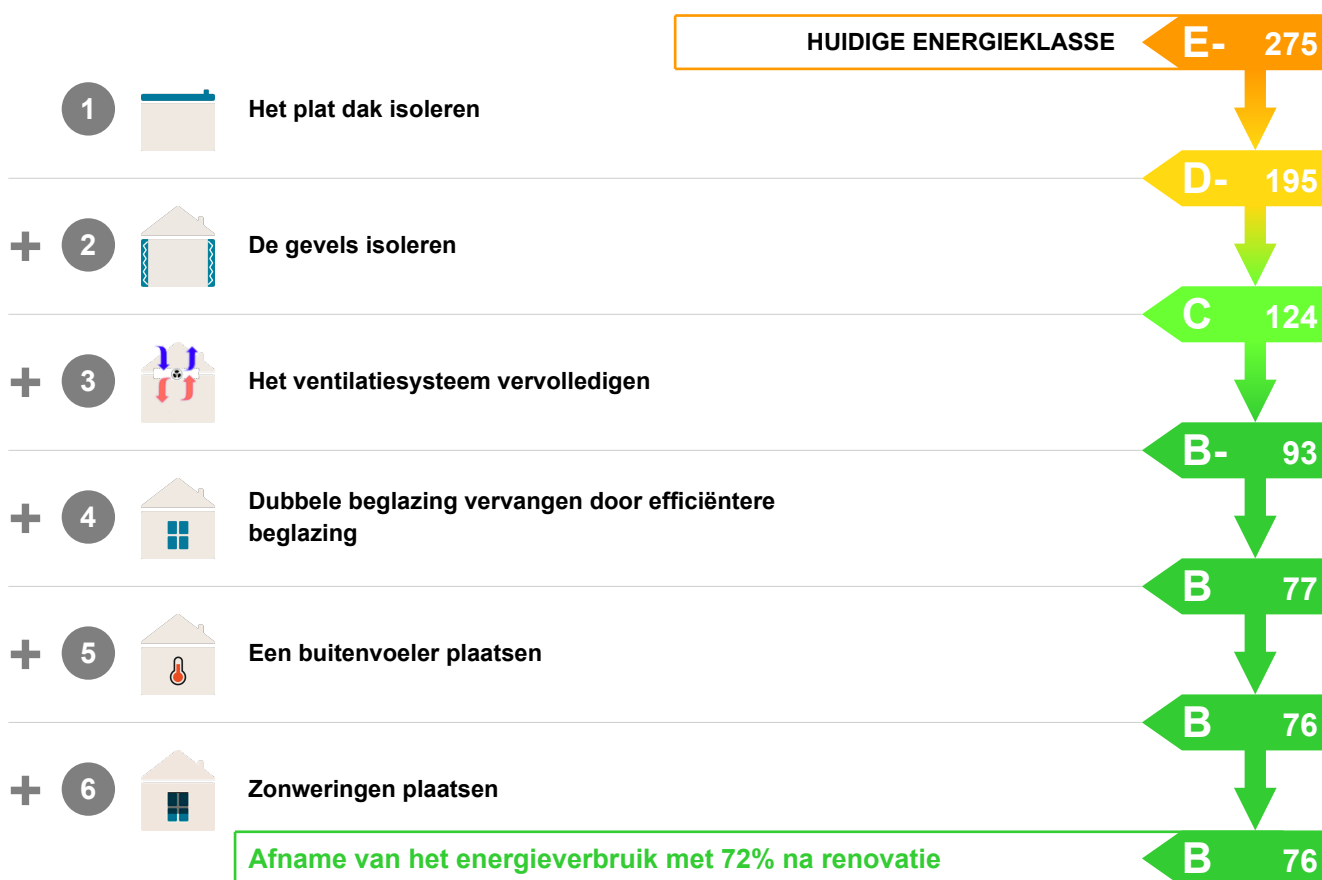 HUIDIGE ENERGIEKLASSE E- 275
1 Het plat dak isoleren
D- 195
+ 2 De gevels isoleren
C 124
+ 3 Het ventilatiesysteem vervolledigen
B- 93
+ 4 Dubbele beglazing vervangen door efficiëntere
beglazing
B 77
+ 5 Een buitenvoeler plaatsen
B 76
+ 6 Zonweringen plaatsen
Afname van het energieverbruik met 72% na renovatie B 76